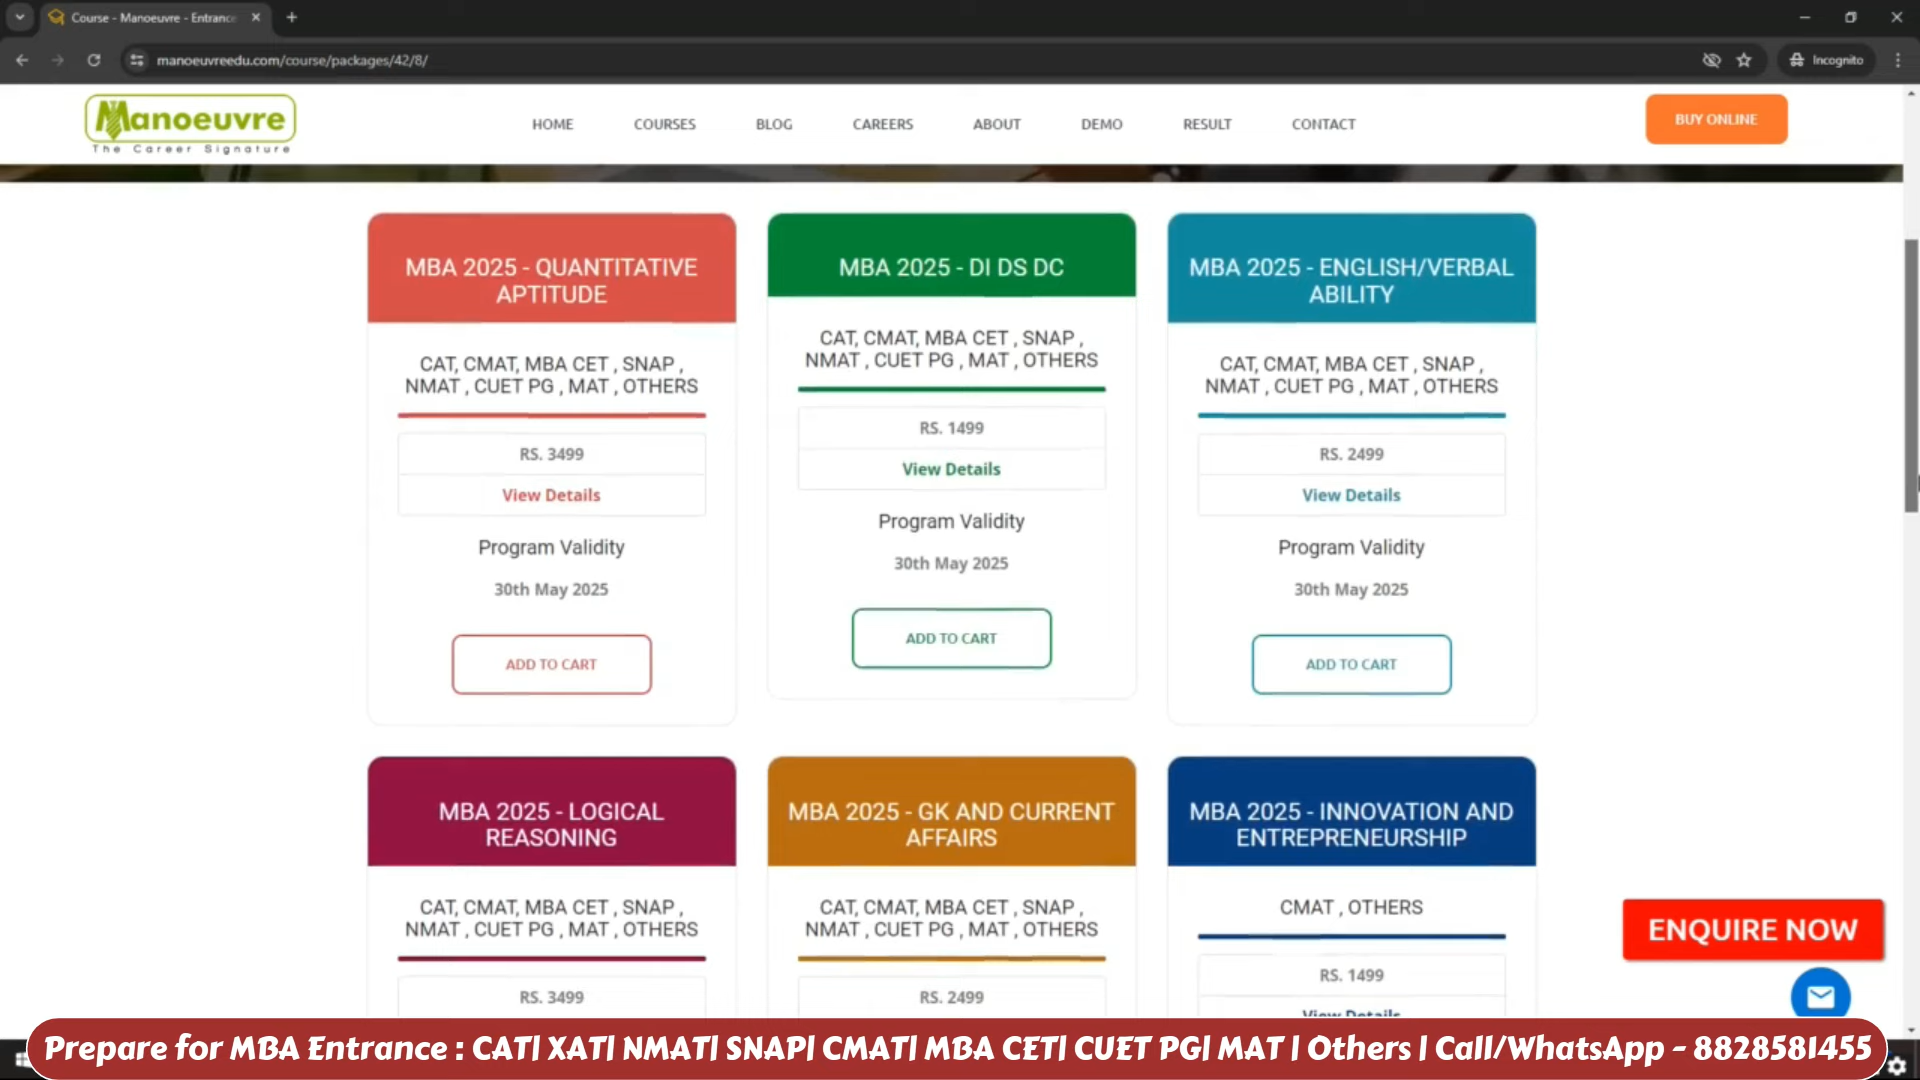 Course - Manoeuvre - Entrance
manoeuvreedu.com/course/packages/42/8/
Incognito
Manoeuvre
The Career Signature
HOME
COURSES
BLOG
CAREERS
ABOUT
DEMO
RESULT
CONTACT
BUY ONLINE
MBA 2025 - QUANTITATIVE
APTITUDE
CAT, CMAT, MBA CET , SNAP ,
NMAT , CUET PG , MAT , OTHERS
RS. 3499
View Details
Program Validity
30th May 2025
ADD TO CART
MBA 2025 - DI DS DC
CAT, CMAT, MBA CET , SNAP ,
NMAT , CUET PG , MAT , OTHERS
RS. 1499
View Details
Program Validity
30th May 2025
ADD TO CART
MBA 2025 - ENGLISH/VERBAL
ABILITY
CAT, CMAT, MBA CET , SNAP ,
NMAT , CUET PG , MAT , OTHERS
RS. 2499
View Details
Program Validity
30th May 2025
ADD TO CART
MBA 2025 - LOGICAL
REASONING
CAT, CMAT, MBA CET , SNAP ,
NMAT , CUET PG , MAT , OTHERS
RS. 3499
MBA 2025 - GK AND CURRENT
AFFAIRS
CAT, CMAT, MBA CET , SNAP ,
NMAT , CUET PG , MAT , OTHERS
RS. 2499
MBA 2025 - INNOVATION AND
ENTREPRENEURSHIP
CMAT , OTHERS
RS. 1499
View Details
ENQUIRE NOW
Prepare for MBA Entrance : CAT| XAT| NMAT| SNAP| CMAT| MBA CET| CUET PG| MAT | Others | Call/WhatsApp - 8828581455